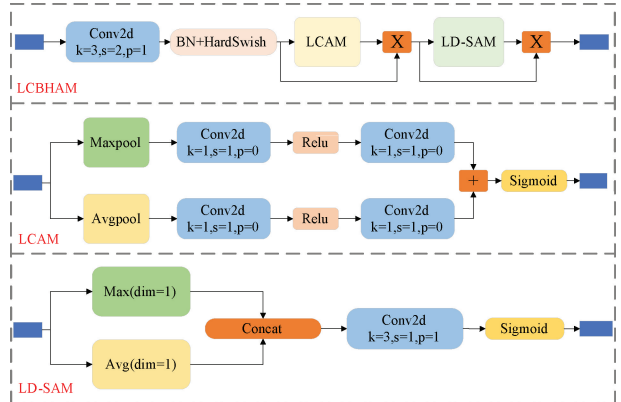 Conv2d
k=3,s=2,p=1
BN+HardSwish
LCAM
X
LD-SAM
X
LCBHAM
Maxpool
Conv2d
k=1,s=1,p=0
Relu
Conv2d
k=1,s=1,p=0
+
Sigmoid
Avgpool
Conv2d
k=1,s=1,p=0
Relu
Conv2d
k=1,s=1,p=0
LCAM
Max(dim=1)
Concat
Conv2d
k=3,s=1,p=1
Sigmoid
Avg(dim=1)
LD-SAM